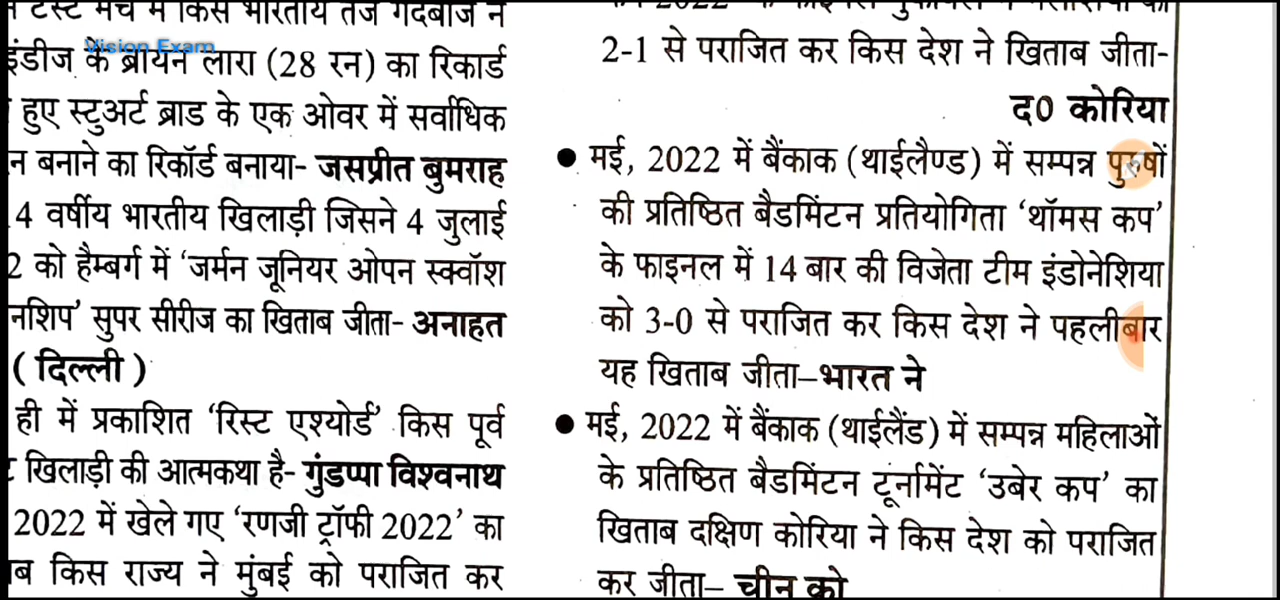 टेस्ट मैच में किस भारतीय तेज गेंदबाज ने
Vision Exam
इंडीज के ब्रायन लारा (28 रन) का रिकार्ड
हुए स्टुअर्ट ब्राड के एक ओवर में सर्वाधिक
न बनाने का रिकॉर्ड बनाया- जसप्रीत बुमराह
4 वर्षीय भारतीय खिलाड़ी जिसने 4 जुलाई
2 को हैम्बर्ग में ‘जर्मन जूनियर ओपन स्क्वॉश
नशिप’ सुपर सीरीज का खिताब जीता- अनाहत
( दिल्ली )
ही में प्रकाशित ‘रिस्ट एश्योर्ड’ किस पूर्व
खिलाड़ी की आत्मकथा है- गुंडप्पा विश्वनाथ
2022 में खेले गए ‘रणजी ट्रॉफी 2022’ का
ब किस राज्य ने मुंबई को पराजित कर
2-1 से पराजित कर किस देश ने खिताब जीता-
द0 कोरिया
● मई, 2022 में बैंकाक (थाईलैण्ड) में सम्पन्न पुरुषों
की प्रतिष्ठित बैडमिंटन प्रतियोगिता ‘थॉमस कप’
के फाइनल में 14 बार की विजेता टीम इंडोनेशिया
को 3-0 से पराजित कर किस देश ने पहलीबार
यह खिताब जीता–भारत ने
● मई, 2022 में बैंकाक (थाईलैंड) में सम्पन्न महिलाओं
के प्रतिष्ठित बैडमिंटन टूर्नामेंट ‘उबेर कप’ का
खिताब दक्षिण कोरिया ने किस देश को पराजित
कर जीता– चीन को